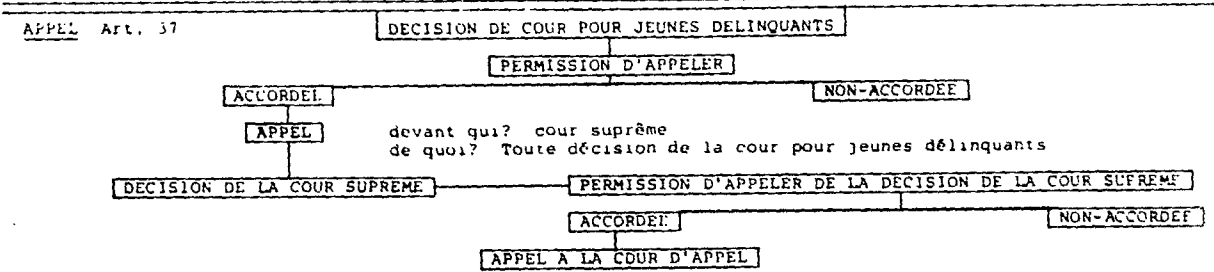 APPEL Art. 37
DECISION DE COUR POUR JEUNES DELINQUANTS
PERMISSION D'APPELER
ACCORDEE
NON-ACCORDEE
APPEL
devant qui? cour suprême
de quoi? Toute décision de la cour pour jeunes délinquants
DECISION DE LA COUR SUPREME
PERMISSION D'APPELER DE LA DECISION DE LA COUR SUPREME
ACCORDEE
NON-ACCORDEE
APPEL A LA COUR D'APPEL